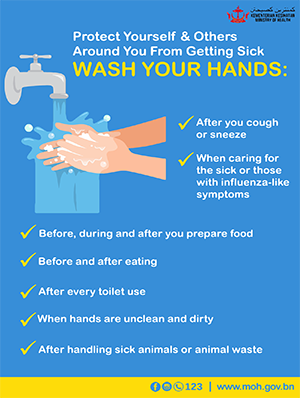 كمنترين كصيحتن
KEMENTERIAN KESIHATAN
MINISTRY OF HEALTH
Protect Yourself & Others
Around You From Getting Sick
WASH YOUR HANDS:
After you cough
or sneeze
When caring for
the sick or those
with influenza-like
symptoms
Before, during and after you prepare food
Before and after eating
After every toilet use
When hands are unclean and dirty
After handling sick animals or animal waste
123 | www.moh.gov.bn